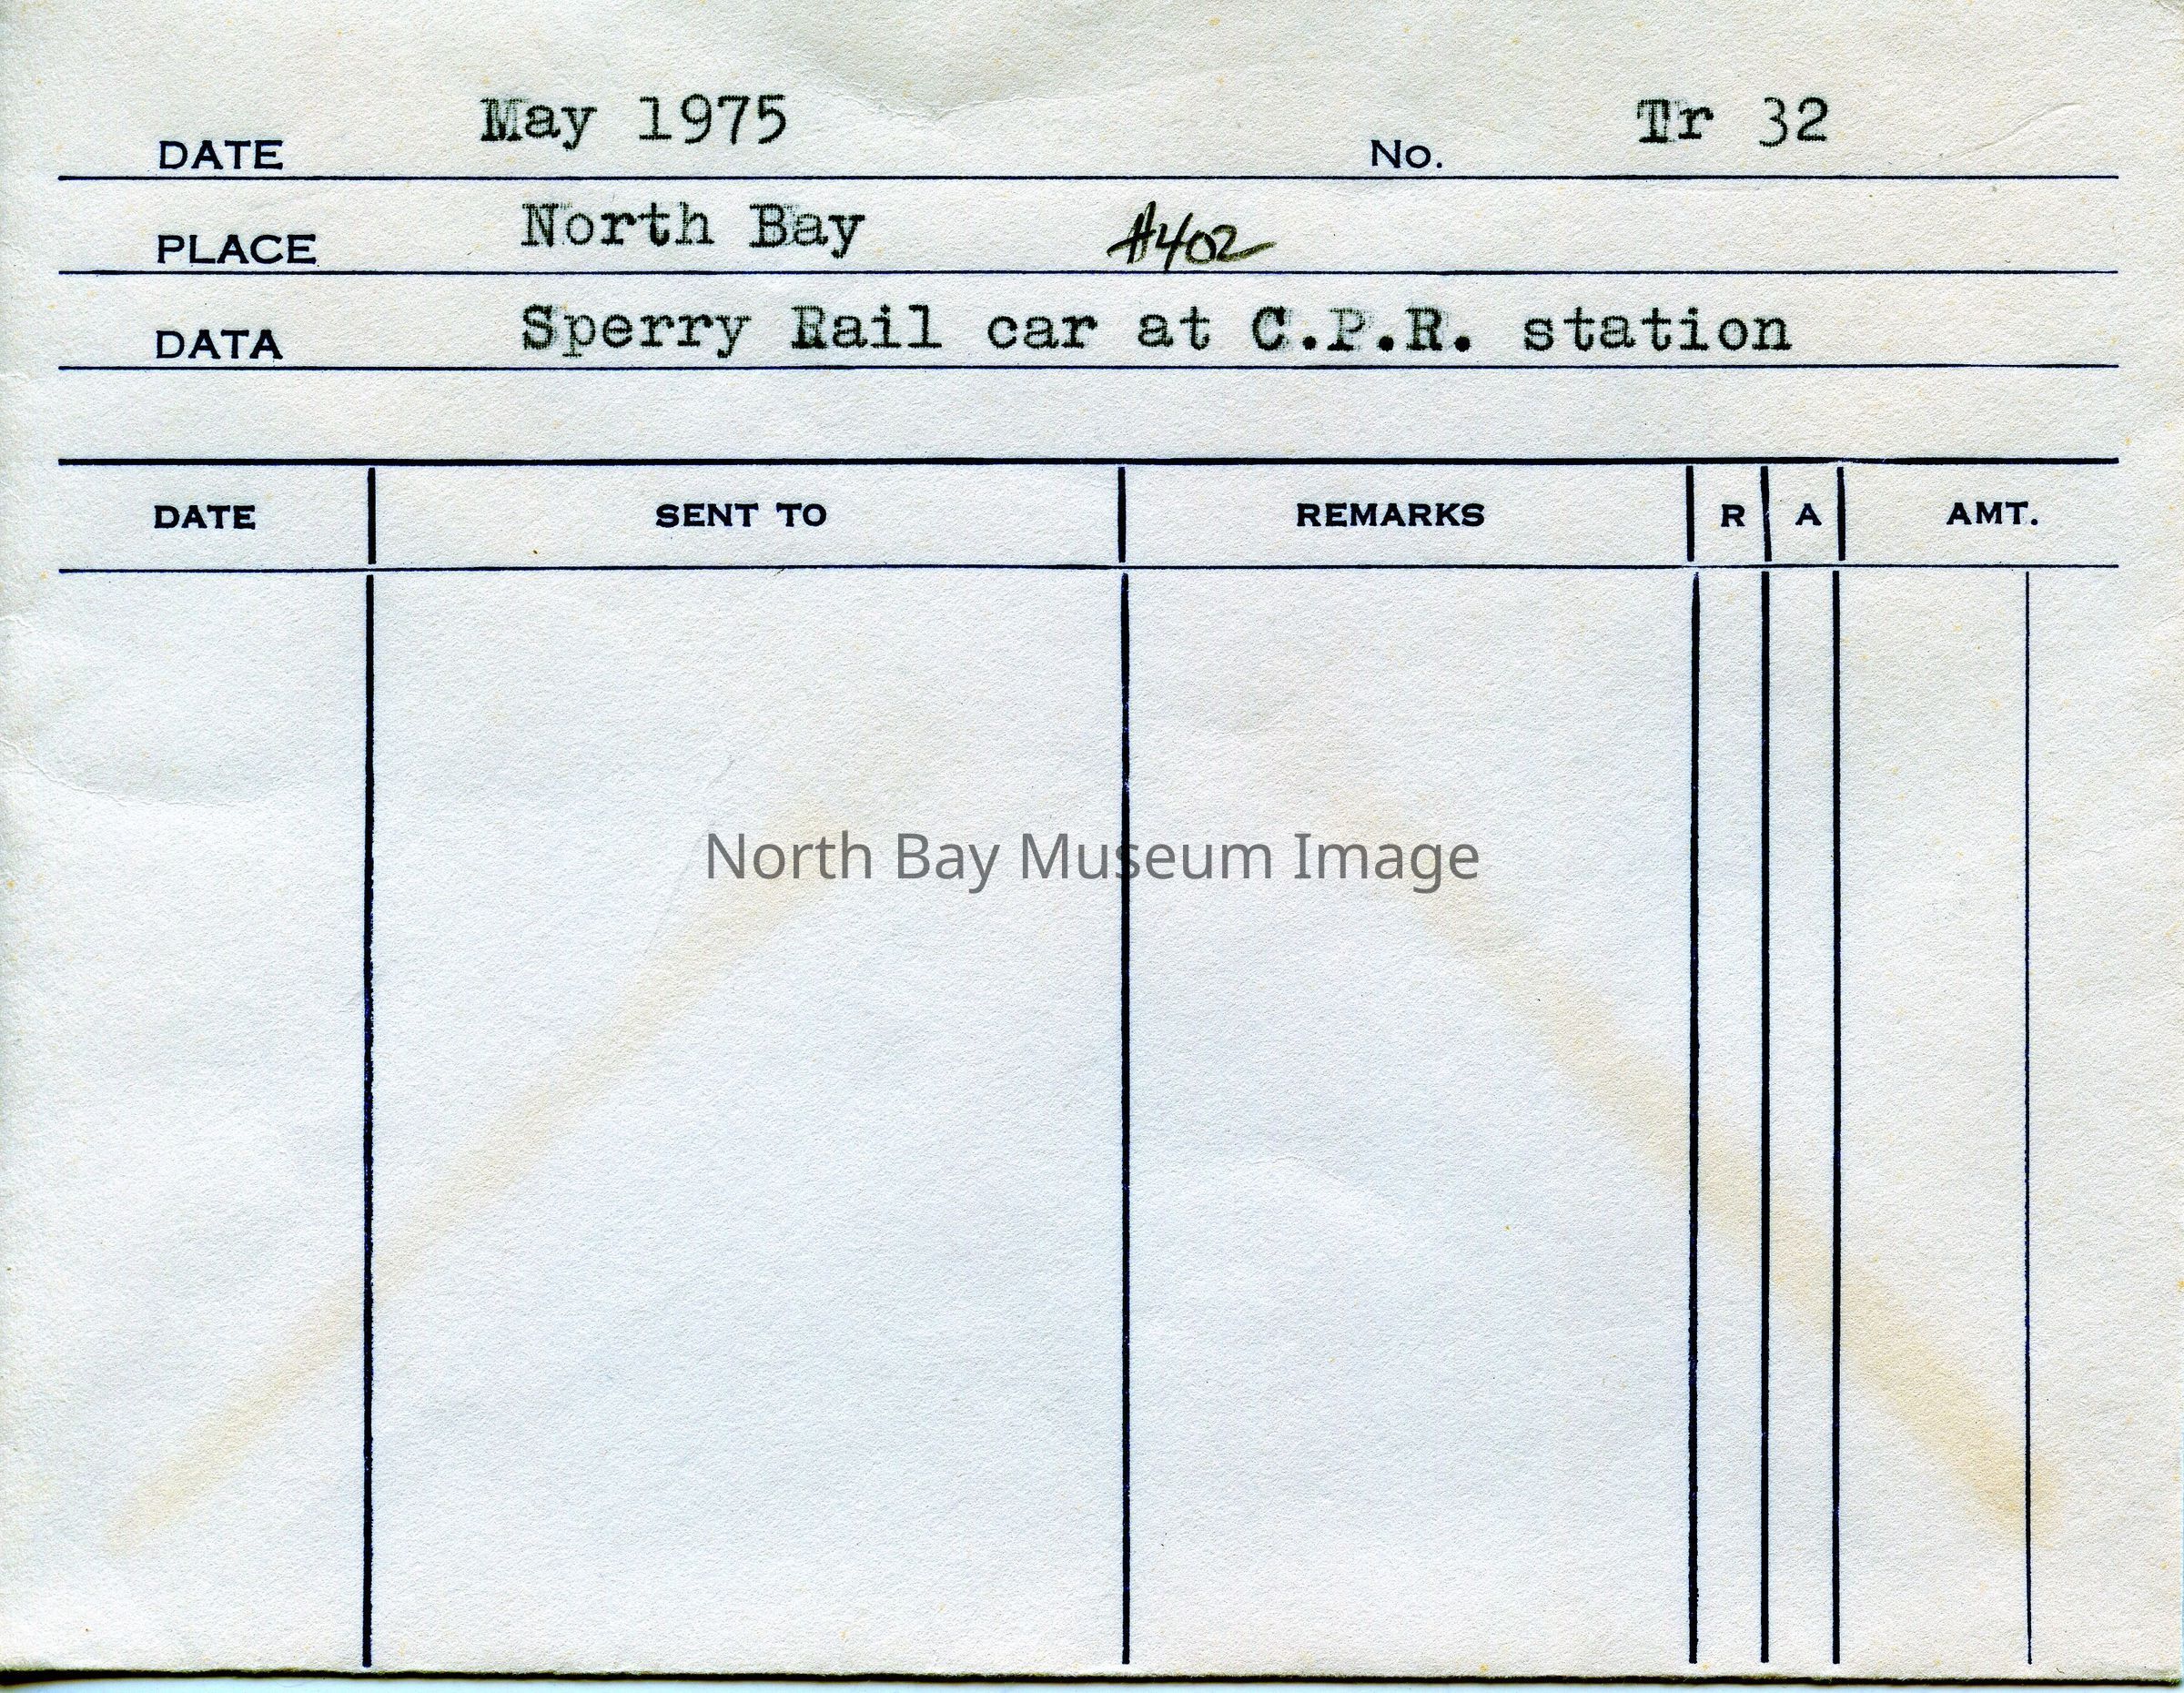 DATE May 1975 No. Tr 32
PLACE North Bay #402
DATA Sperry Rail car at C.P.R. station
DATE SENT TO REMARKS R A AMT.
North Bay Museum Image